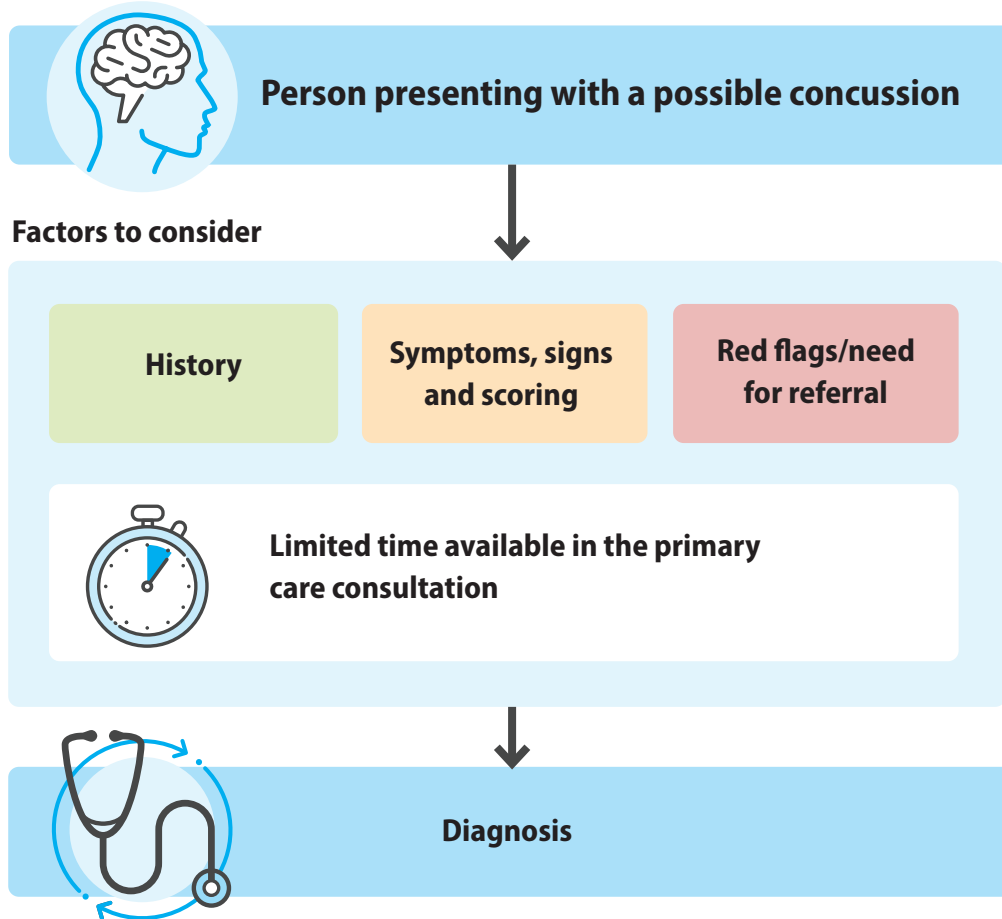 Person presenting with a possible concussion
Factors to consider
History
Symptoms, signs
and scoring
Red flags/need
for referral
Limited time available in the primary
care consultation
Diagnosis